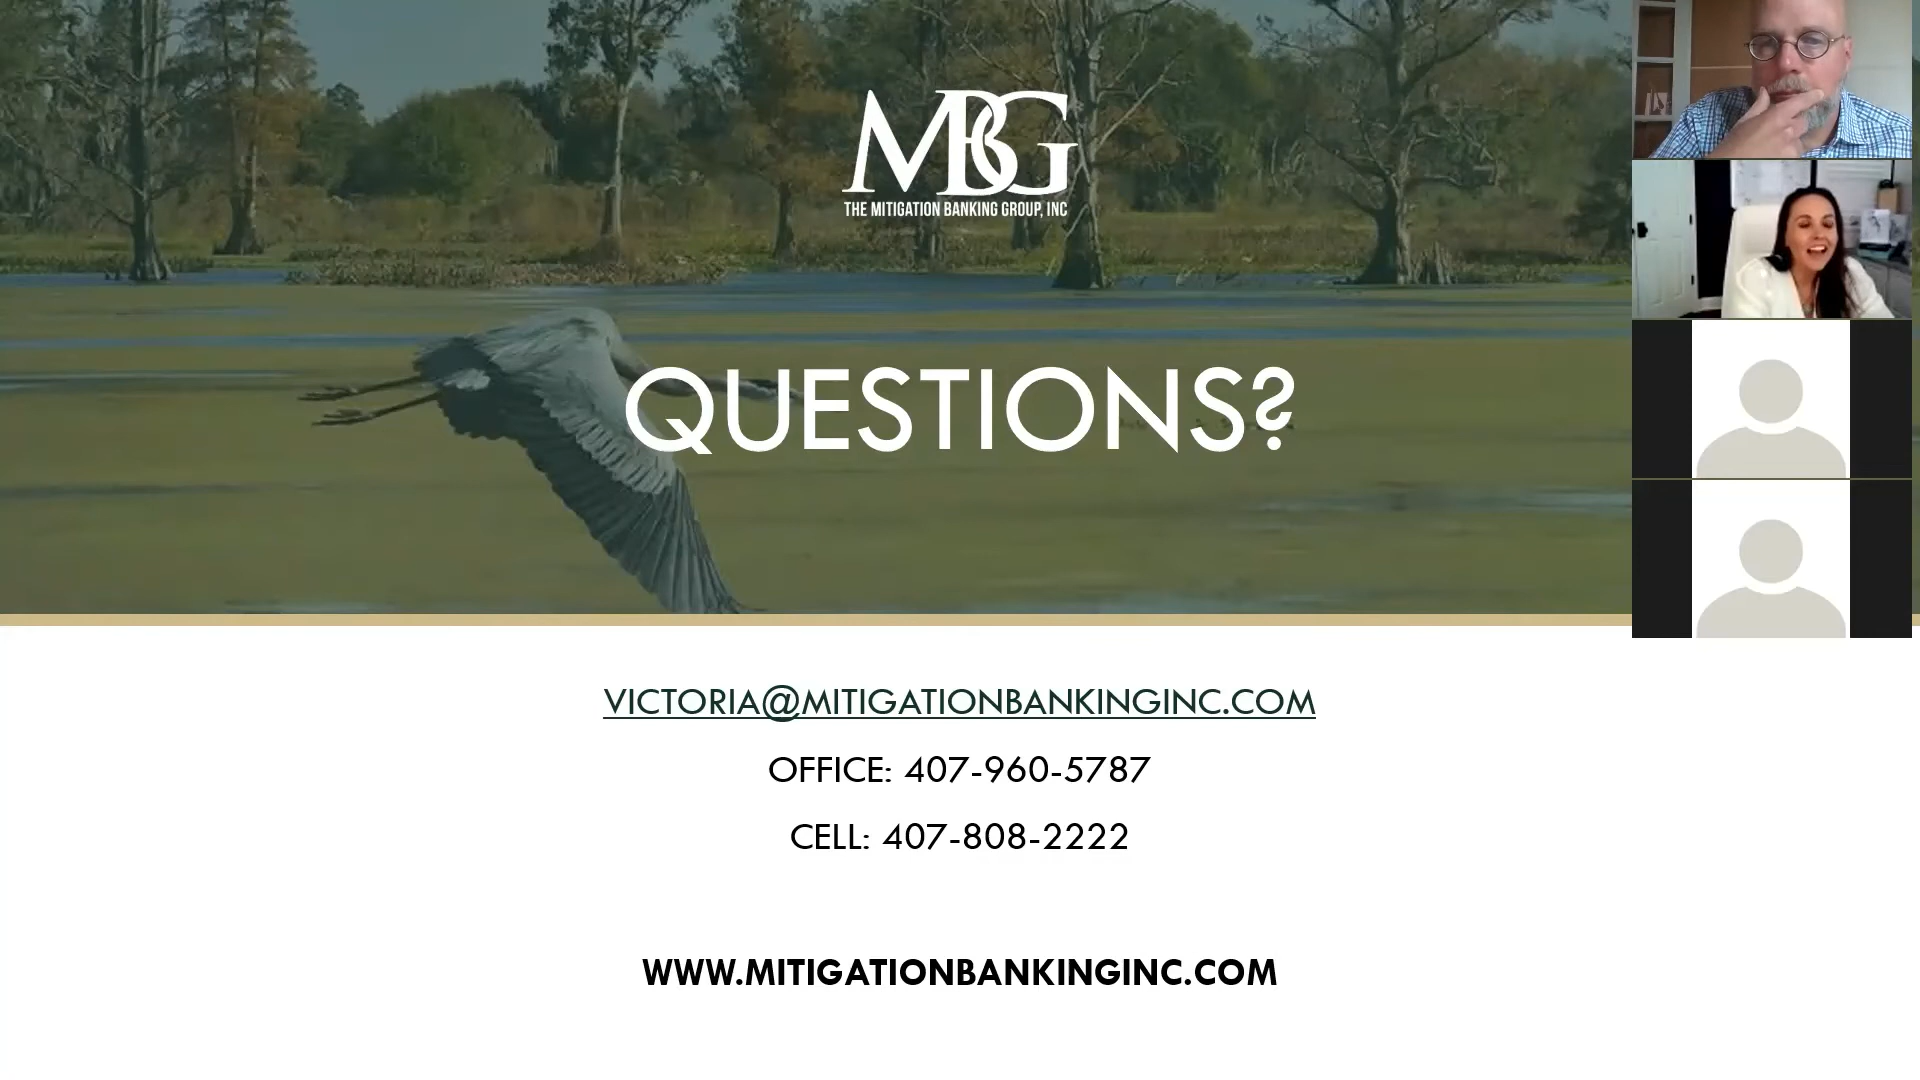 MBG
THE MITIGATION BANKING GROUP, INC
QUESTIONS?
VICTORIA@MITIGATIONBANKINGINC.COM
OFFICE: 407-960-5787
CELL: 407-808-2222
WWW.MITIGATIONBANKINGINC.COM